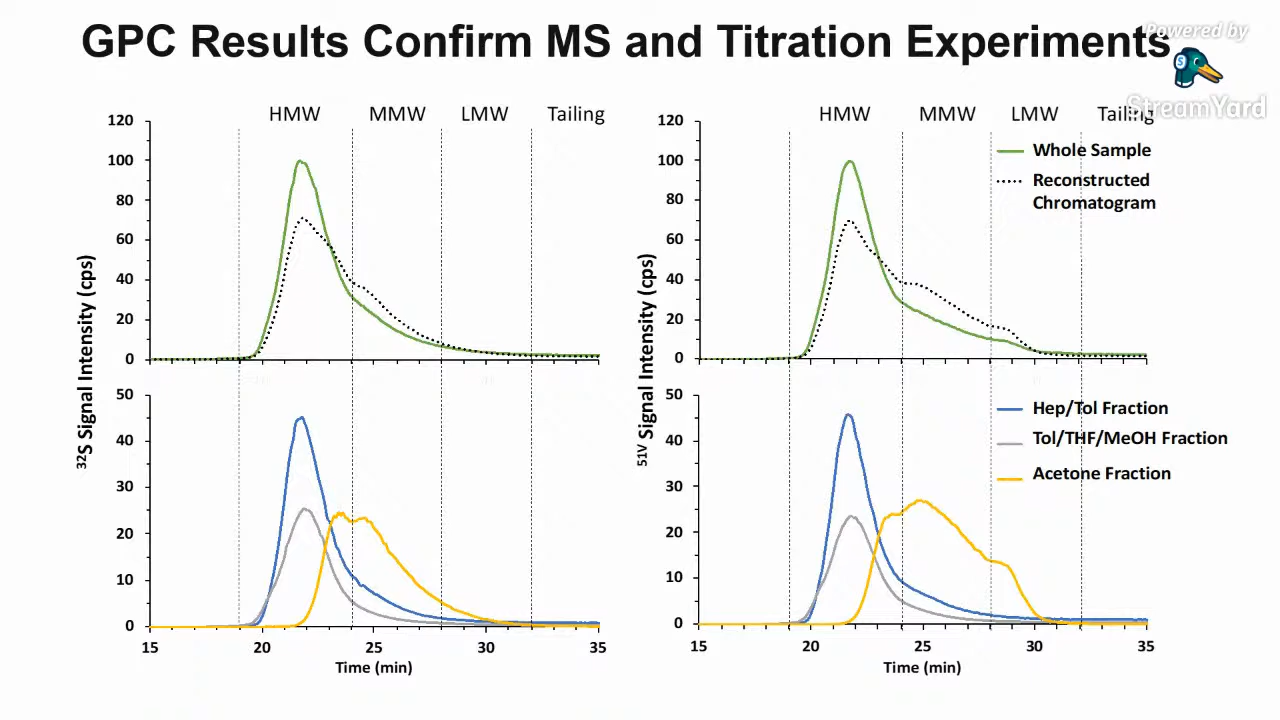 GPC Results Confirm MS and Titration Experiments
Powered by
StreamYard
HMW MMW LMW Tailing
120
100
80
60
40
20
0
32S Signal Intensity (cps)
50
40
30
20
10
0
15 20 25 30 35
Time (min)
HMW MMW LMW Tailing
120
100
80
60
40
20
0
Whole Sample
Reconstructed
Chromatogram
51V Signal Intensity (cps)
50
40
30
20
10
0
Hep/Tol Fraction
Tol/THF/MeOH Fraction
Acetone Fraction
15 20 25 30 35
Time (min)